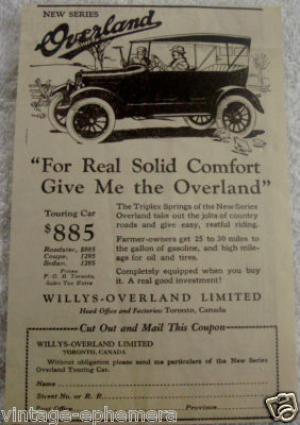 NEW SERIES
Overland
"For Real Solid Comfort
Give Me the Overland"
Touring Car
$885
Roadster, $885
Coupe, 1295
Sedan, 1395
Prices
F. O. B. Toronto,
Sales Tax Extra
The Triplex Springs of the New Series
Overland take out the jolts of country
roads and give easy, restful riding.
Farmer-owners get 25 to 30 miles to
the gallon of gasoline, and high mile-
age for oil and tires.
Completely equipped when you buy
it. A real good investment!
WILLYS-OVERLAND LIMITED
Head Office and Factories: Toronto, Canada
Cut Out and Mail This Coupon
WILLYS-OVERLAND LIMITED
TORONTO, CANADA
Without obligation please send me particulars of the New Series
Overland Touring Car.
Name
Street No. or R. R.
Province
vintage-ephemera